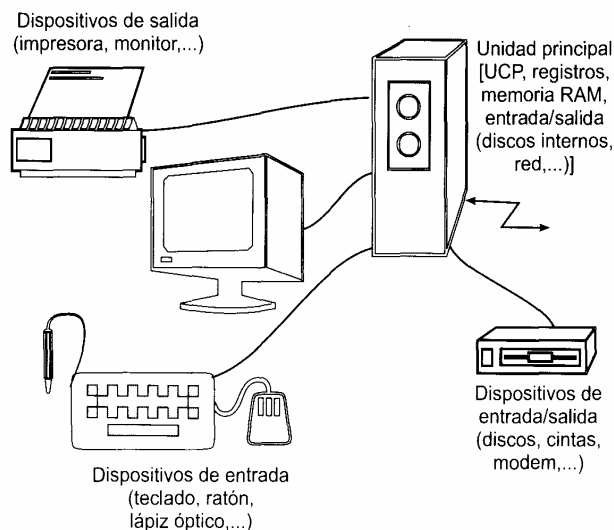 Dispositivos de salida
(impresora, monitor,...)
Unidad principal
[UCP, registros,
memoria RAM,
entrada/salida
(discos internos,
red,...)]
Dispositivos de
entrada/salida
(discos, cintas,
modem,...)
Dispositivos de entrada
(teclado, ratón,
lápiz óptico,...)